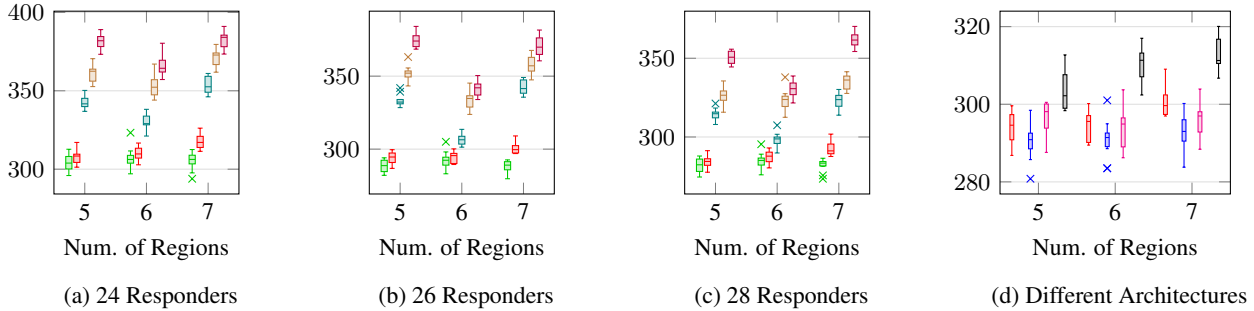 400
350
300
5 6 7
Num. of Regions
(a) 24 Responders
350
300
5 6 7
Num. of Regions
(b) 26 Responders
350
300
5 6 7
Num. of Regions
(c) 28 Responders
320
300
280
5 6 7
Num. of Regions
(d) Different Architectures